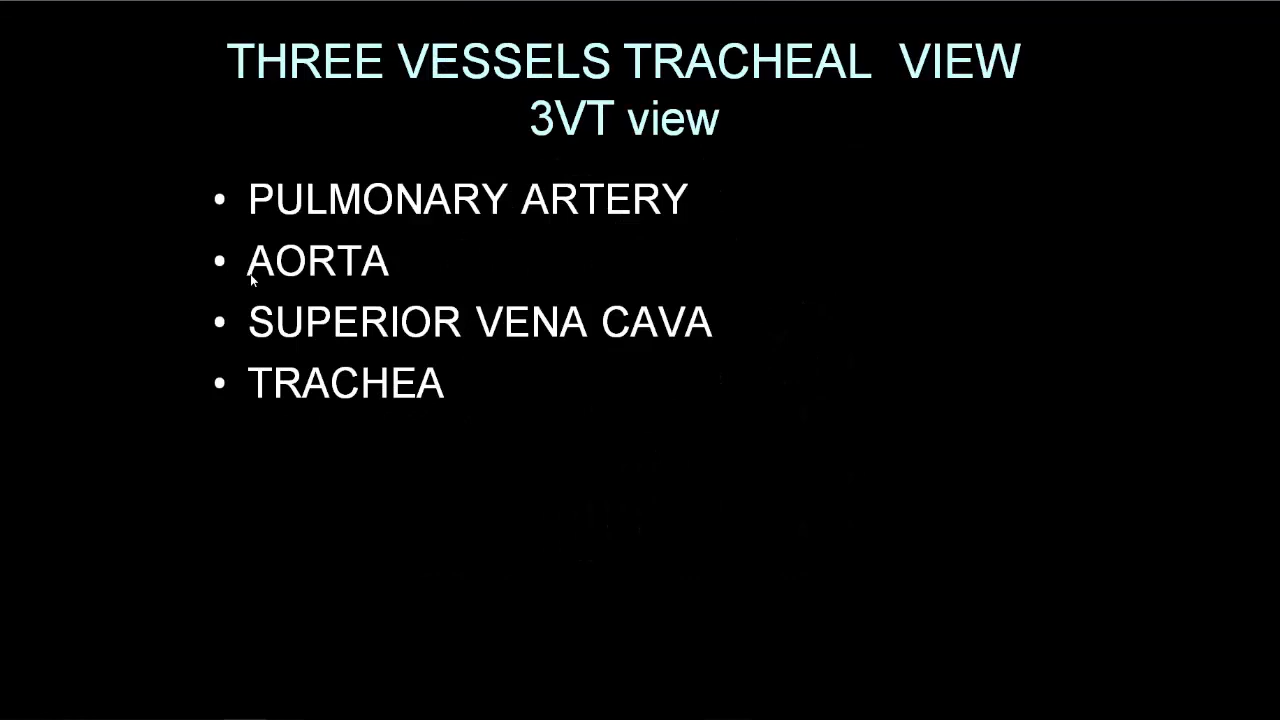 THREE VESSELS TRACHEAL VIEW
3VT view
• PULMONARY ARTERY
• AORTA
• SUPERIOR VENA CAVA
• TRACHEA